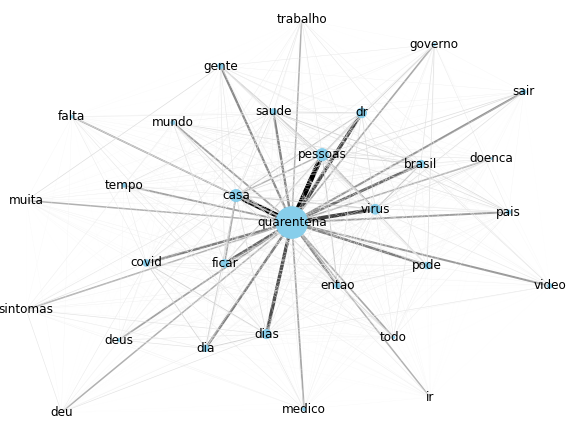 trabalho
governo
gente
sair
saude
dr
falta
mundo
pessoas
doenca
brasil
tempo
casa
muita
virus
pais
quarentena
covid
ficar
pode
entao
video
sintomas
dias
deus
todo
dia
ir
medico
deu